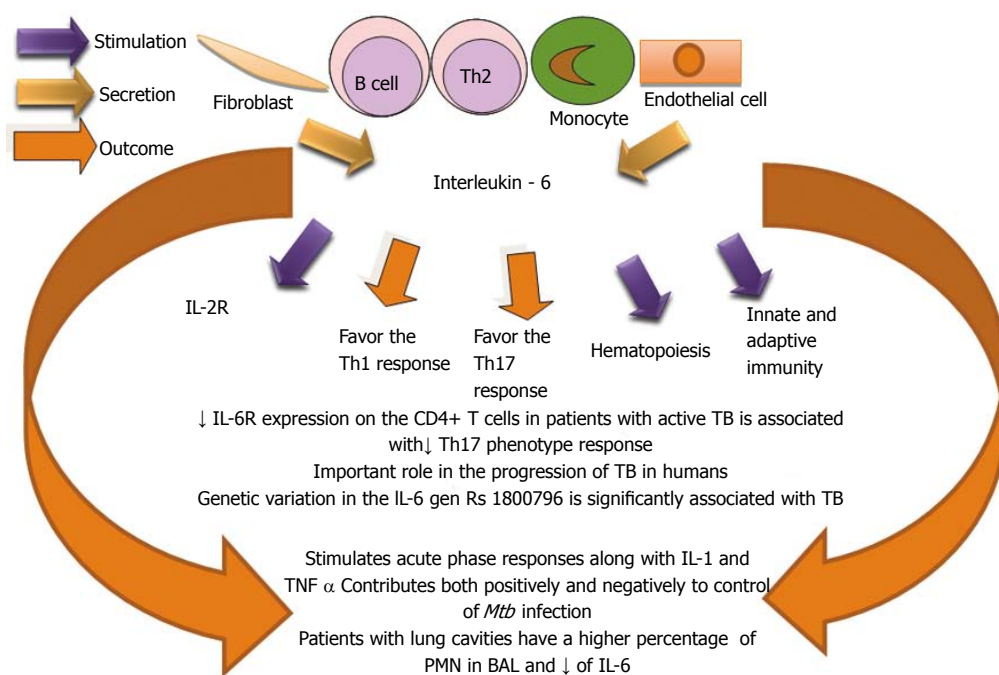 Stimulation
Secretion
Outcome
Fibroblast
B cell
Th2
Monocyte
Endothelial cell
Interleukin - 6
IL-2R
Favor the
Th1 response
Favor the
Th17
response
Hematopoiesis
Innate and
adaptive
immunity
↓ IL-6R expression on the CD4+ T cells in patients with active TB is associated
with↓ Th17 phenotype response
Important role in the progression of TB in humans
Genetic variation in the IL-6 gen Rs 1800796 is significantly associated with TB
Stimulates acute phase responses along with IL-1 and
TNF α Contributes both positively and negatively to control
of Mtb infection
Patients with lung cavities have a higher percentage of
PMN in BAL and ↓ of IL-6